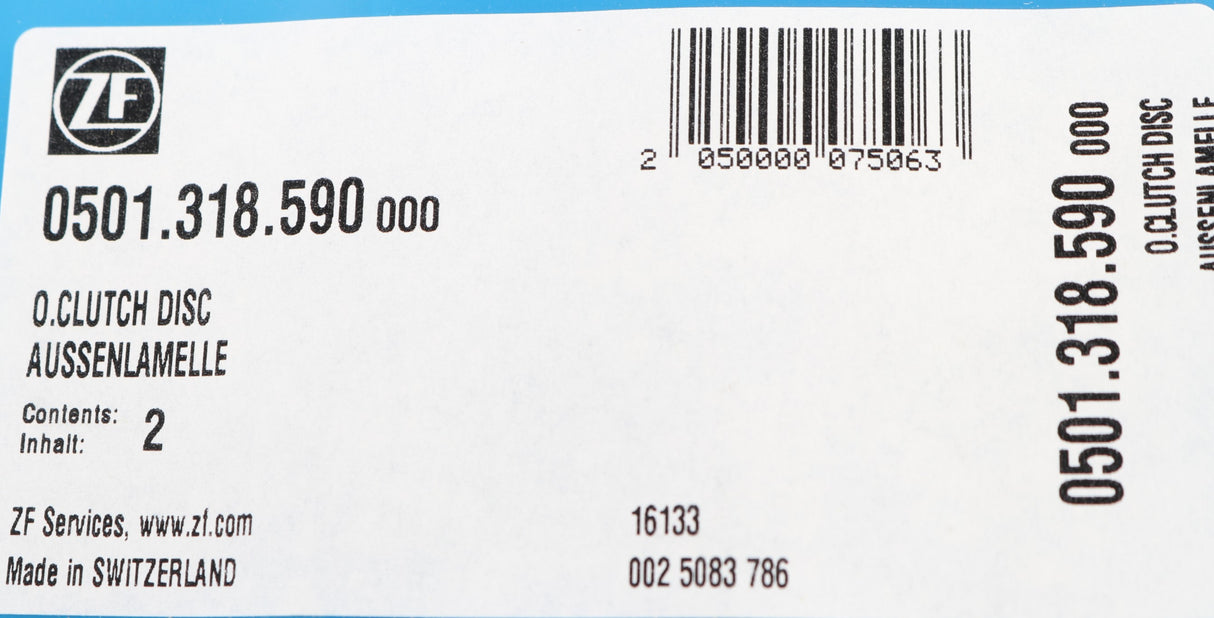 ZF
2 050000 075063
0501.318.590 000
O.CLUTCH DISC
AUSSENLAMELLE
Contents:
Inhalt: 2
ZF Services, www.zf.com
Made in SWITZERLAND
16133
002 5083 786
0501.318.590 000
O.CLUTCH DISC
AUSSENLAMELLE